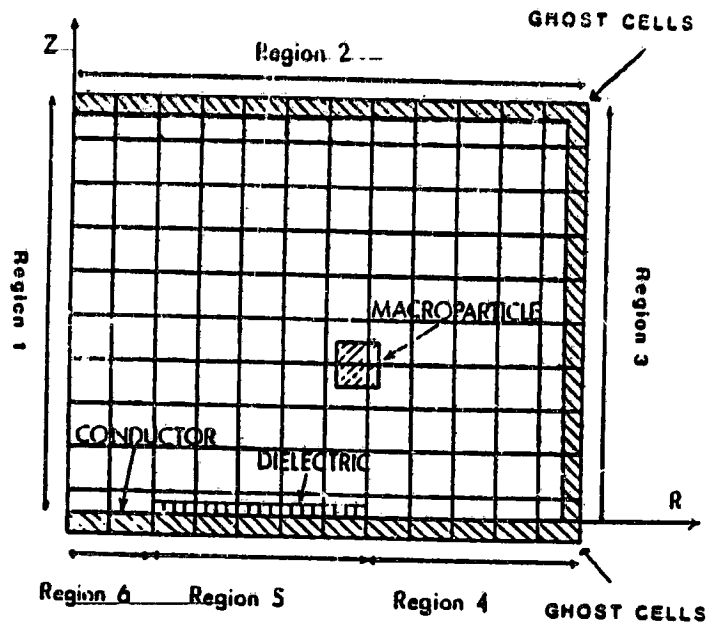 GHOST CELLS
Z
Region 2
Region 1
Region 3
MACROPARTICLE
CONDUCTOR
DIELECTRIC
R
Region 6
Region 5
Region 4
GHOST CELLS